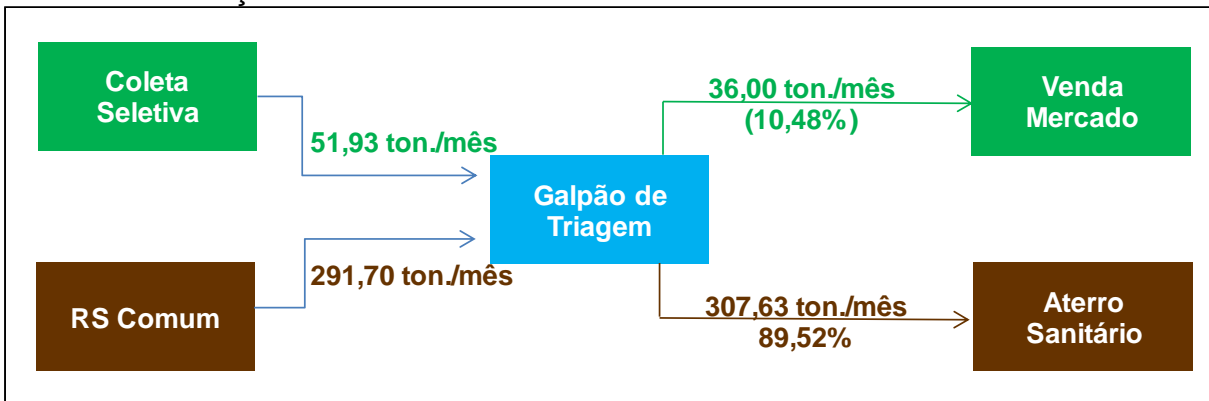 Coleta
Seletiva
51,93 ton./mês
RS Comum
291,70 ton./mês
Galpão de
Triagem
36,00 ton./mês
(10,48%)
Venda
Mercado
307,63 ton./mês
89,52%
Aterro
Sanitário